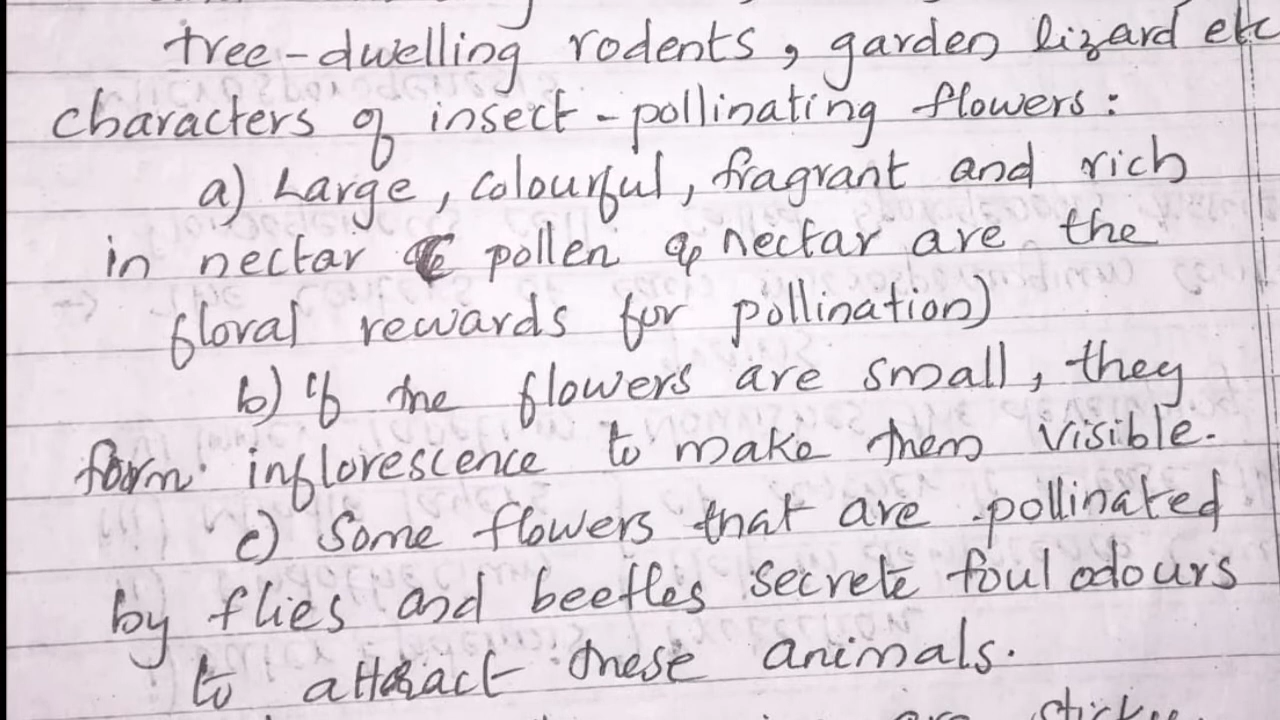 tree-dwelling rodents, garden lizard etc
characters of insect-pollinating flowers:
a) Large, colourful, fragrant and rich
in nectar & pollen & nectar are the
floral rewards for pollination)
b) if the flowers are small, they
form inflorescence to make them visible.
c) Some flowers that are pollinated
by flies and beetles secrete foul odours
to attract these animals.
are sticky